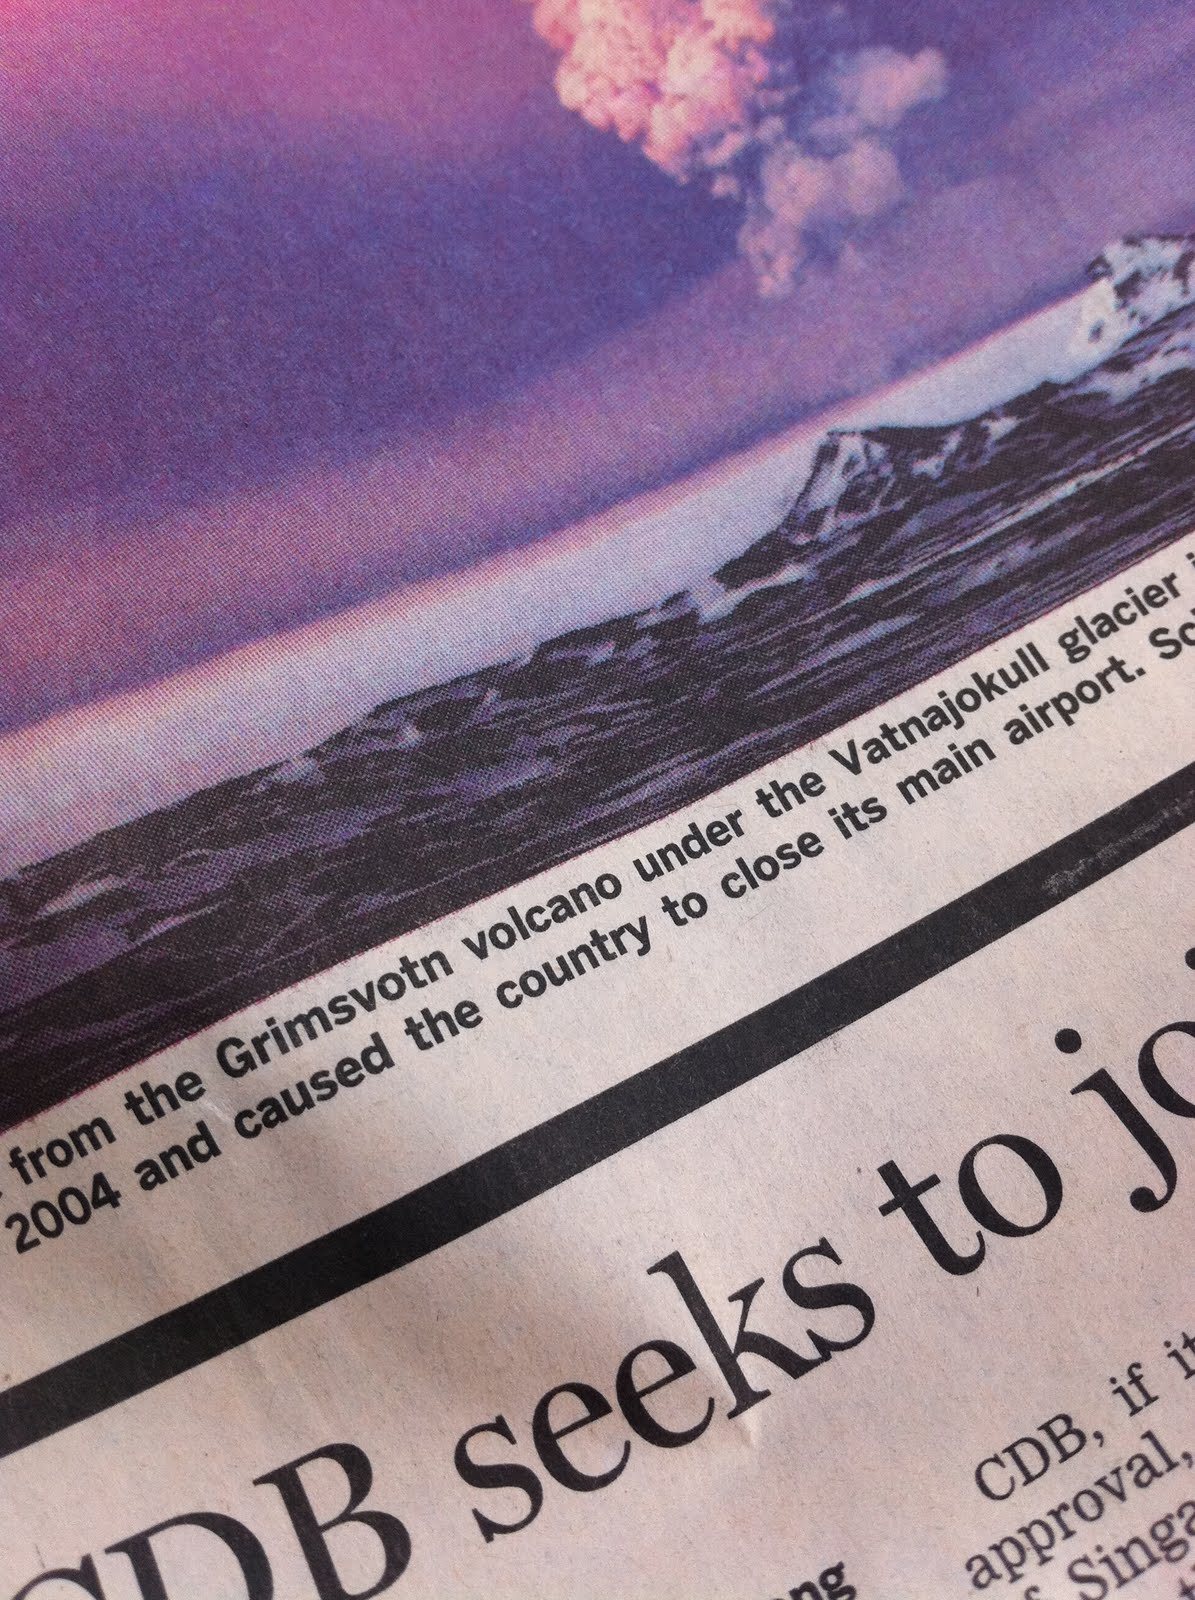 from the Grimsvotn volcano under the Vatnajokull glacier
2004 and caused the country to close its main airport.
CDB seeks to
CDB, if
approval,